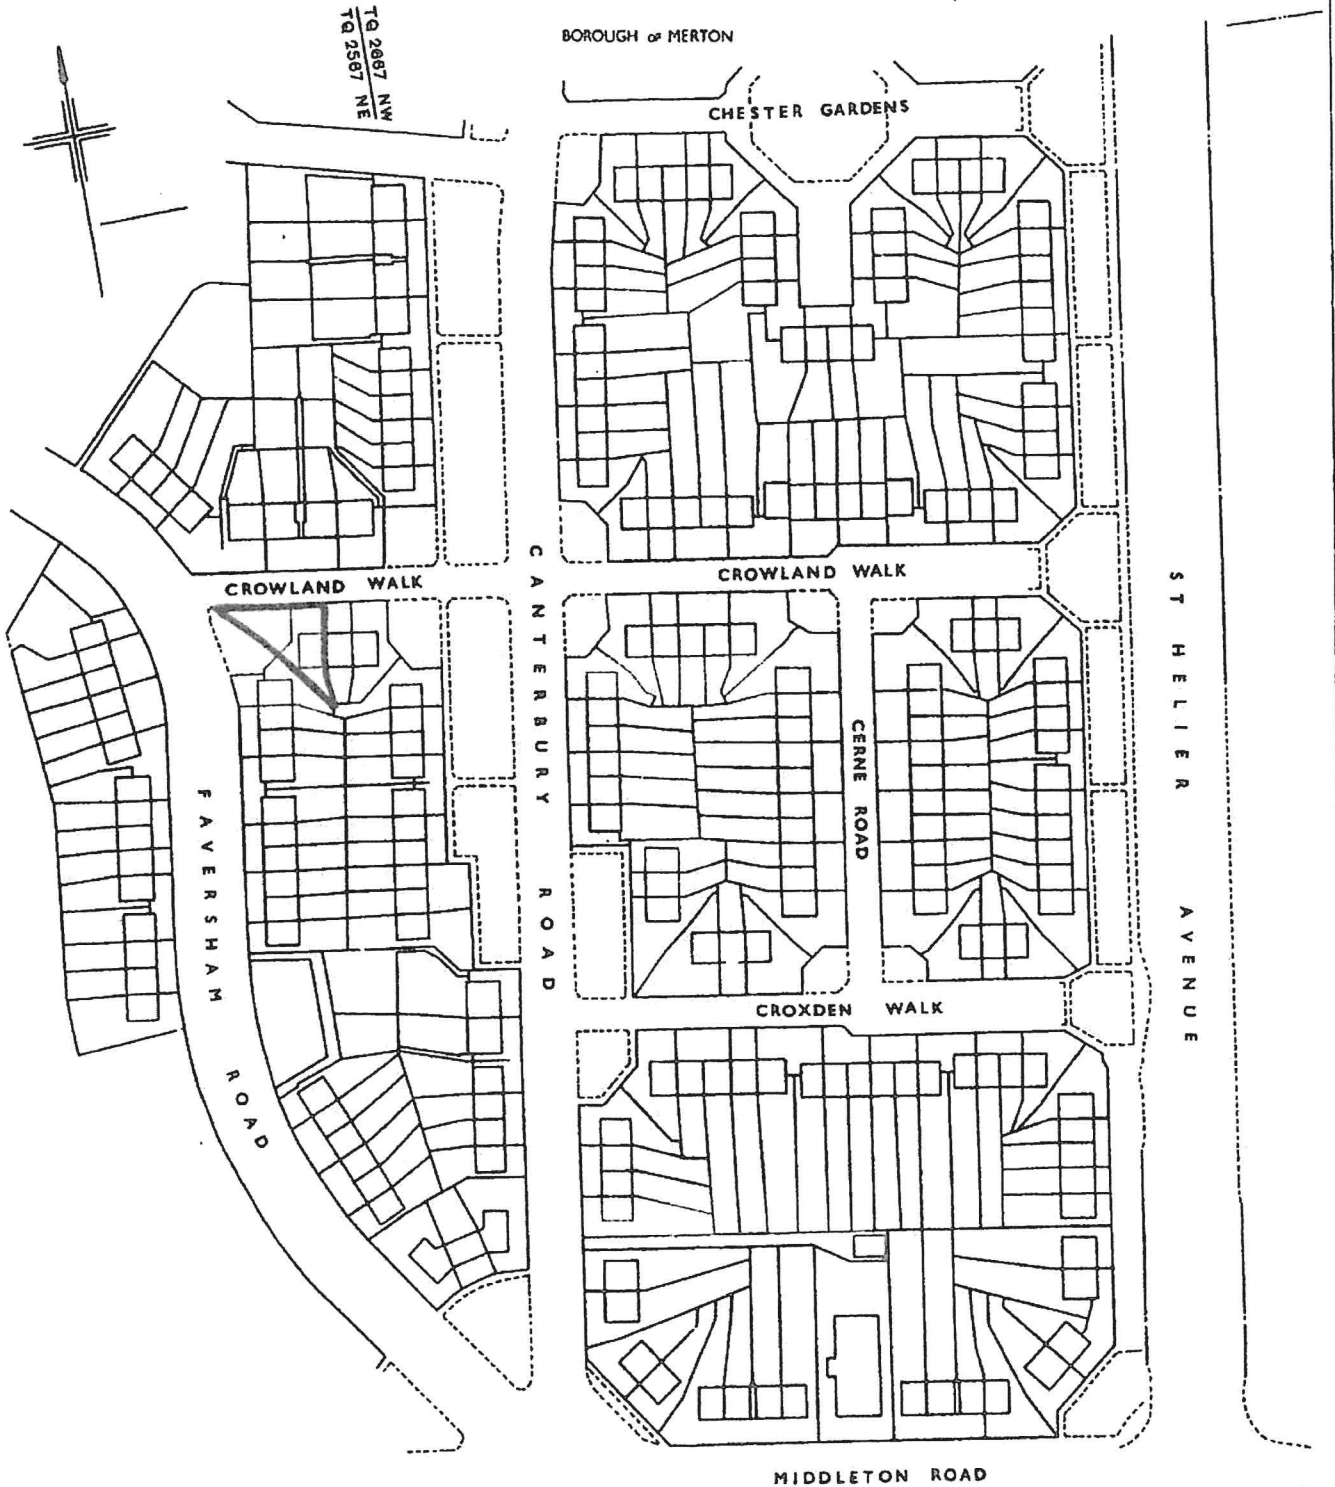 BOROUGH OF MERTON
TQ 2667 NW
TQ 2567 NE
CHESTER GARDENS
CROWLAND WALK
CANTERBURY ROAD
CROWLAND WALK
ST HELIER AVENUE
CERNE ROAD
FAVERSHAM ROAD
CROXDEN WALK
MIDDLETON ROAD